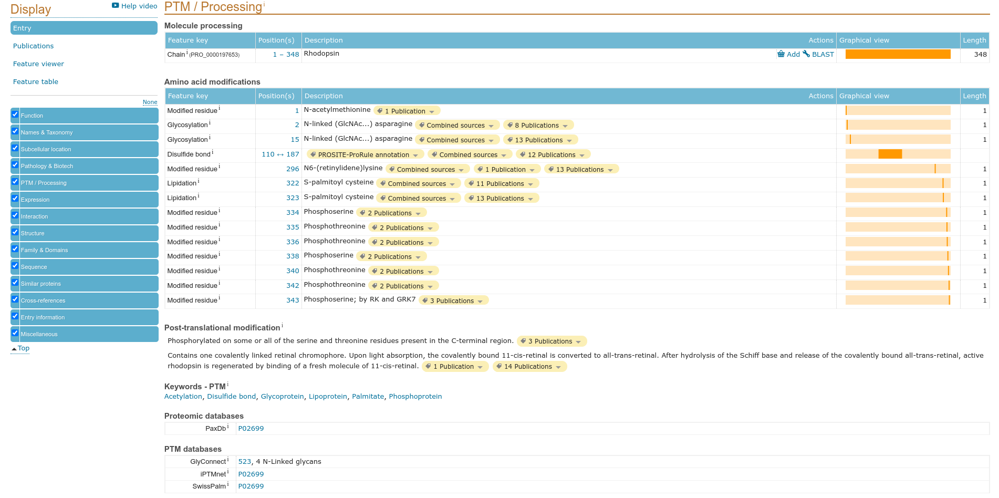 Display
Help video
Entry
Publications
Feature viewer
Feature table
None
Function
Names & Taxonomy
Subcellular location
Pathology & Biotech
PTM / Processing
Expression
Interaction
Structure
Family & Domains
Sequence
Similar proteins
Cross-references
Entry information
Miscellaneous
Top
PTM / Processing i
Molecule processing
Feature key Position(s) Description Actions Graphical view Length
Chain i (PRO_0000197653) 1 – 348 Rhodopsin Add BLAST 348
Amino acid modifications
Feature key Position(s) Description Actions Graphical view Length
Modified residue i 1 N-acetylmethionine 1 Publication 1
Glycosylation i 2 N-linked (GlcNAc...) asparagine Combined sources 8 Publications 1
Glycosylation i 15 N-linked (GlcNAc...) asparagine Combined sources 13 Publications 1
Disulfide bond i 110 ↔ 187 PROSITE-ProRule annotation Combined sources 12 Publications
Modified residue i 296 N6-(retinylidene)lysine Combined sources 1 Publication 13 Publications 1
Lipidation i 322 S-palmitoyl cysteine Combined sources 11 Publications 1
Lipidation i 323 S-palmitoyl cysteine Combined sources 13 Publications 1
Modified residue i 334 Phosphoserine 2 Publications 1
Modified residue i 335 Phosphothreonine 2 Publications 1
Modified residue i 336 Phosphothreonine 2 Publications 1
Modified residue i 338 Phosphoserine 2 Publications 1
Modified residue i 340 Phosphothreonine 2 Publications 1
Modified residue i 342 Phosphothreonine 2 Publications 1
Modified residue i 343 Phosphoserine; by RK and GRK7 3 Publications 1
Post-translational modification i
Phosphorylated on some or all of the serine and threonine residues present in the C-terminal region. 3 Publications
Contains one covalently linked retinal chromophore. Upon light absorption, the covalently bound 11-cis-retinal is converted to all-trans-retinal. After hydrolysis of the Schiff base and release of the covalently bound all-trans-retinal, active
rhodopsin is regenerated by binding of a fresh molecule of 11-cis-retinal. 1 Publication 14 Publications
Keywords - PTM i
Acetylation, Disulfide bond, Glycoprotein, Lipoprotein, Palmitate, Phosphoprotein
Proteomic databases
PaxDb i P02699
PTM databases
GlyConnect i 523, 4 N-Linked glycans
iPTMnet i P02699
SwissPalm i P02699